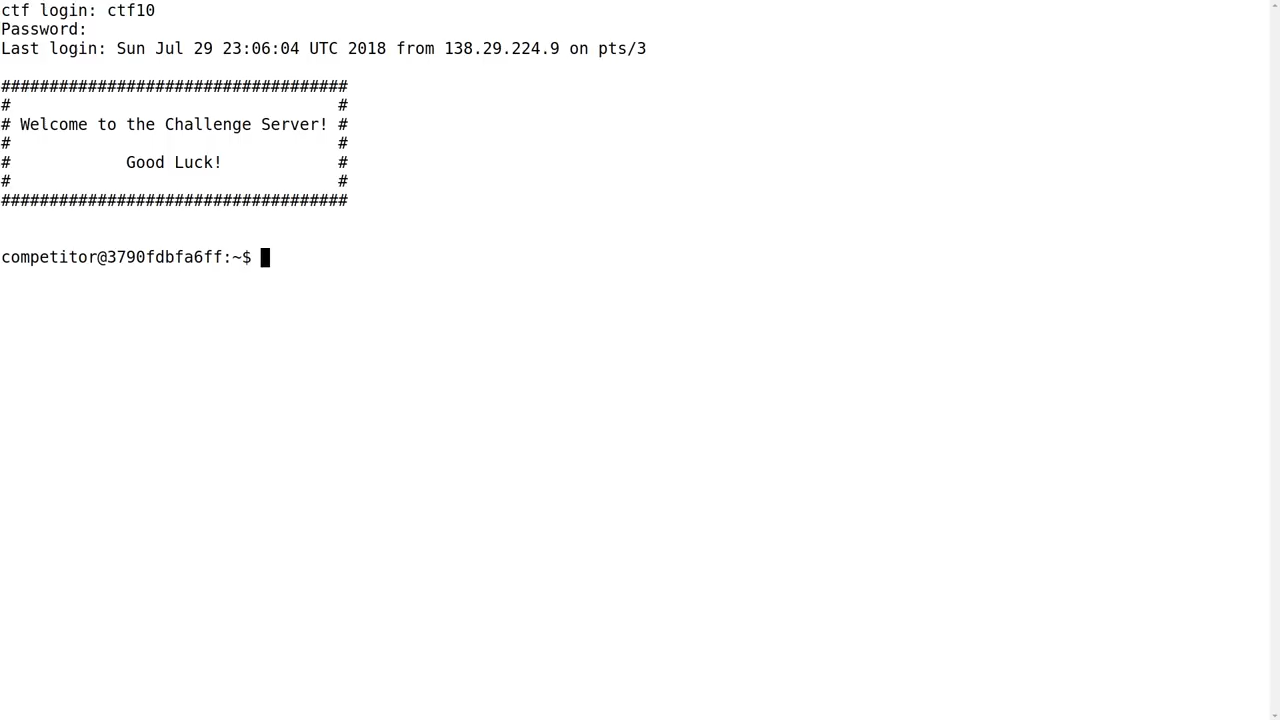 ctf login: ctf10
Password:
Last login: Sun Jul 29 23:06:04 UTC 2018 from 138.29.224.9 on pts/3
####################################
#                                  #
# Welcome to the Challenge Server! #
#                                  #
#            Good Luck!            #
#                                  #
####################################
competitor@3790fdbfa6ff:~$